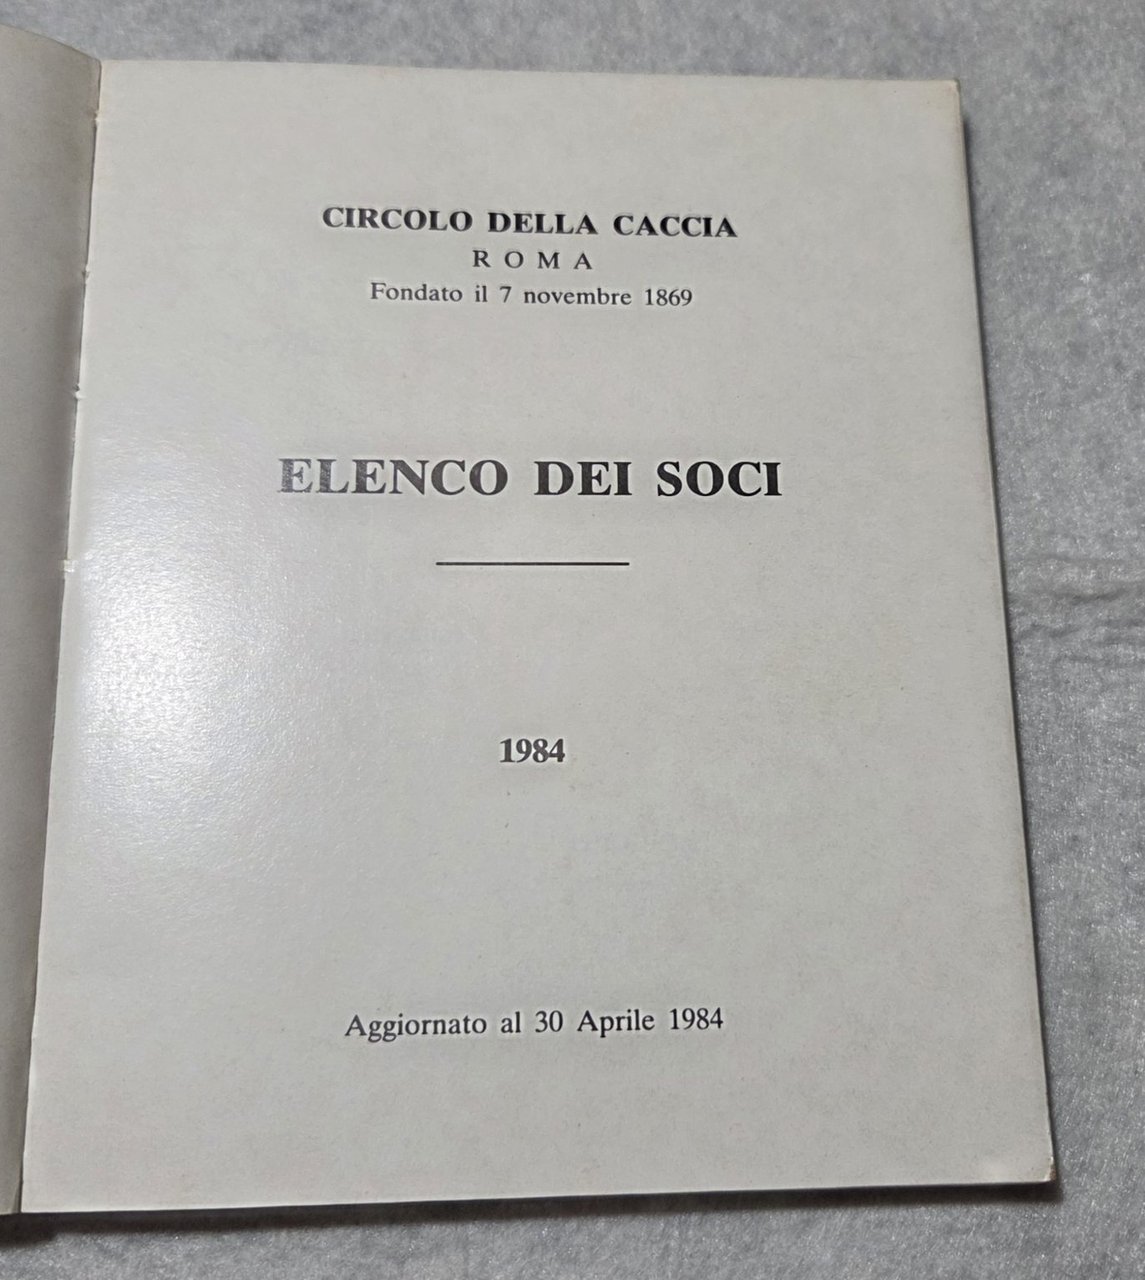 CIRCOLO DELLA CACCIA
ROMA
Fondato il 7 novembre 1869
ELENCO DEI SOCI
1984
Aggiornato al 30 Aprile 1984